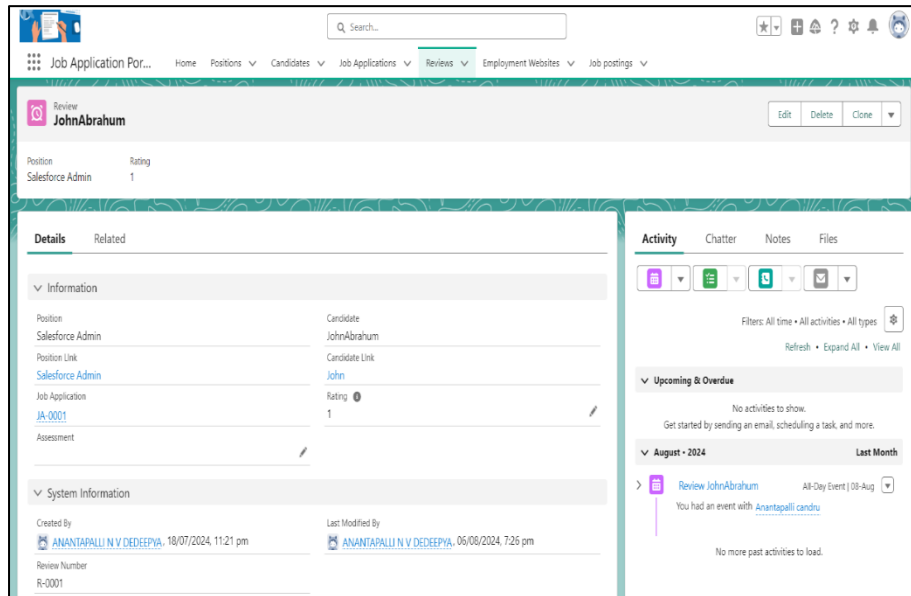 Search...
Job Application Por...
Home
Positions
Candidates
Job Applications
Reviews
Employment Websites
Job postings
Review
JohnAbrahum
Edit
Delete
Clone
Position
Rating
Salesforce Admin
1
Details
Related
Information
Position
Candidate
Salesforce Admin
JohnAbrahum
Position Link
Candidate Link
Salesforce Admin
John
Job Application
Rating
JA-0001
1
Assessment
System Information
Created By
Last Modified By
ANANTAPALLI N V DEDEEPYA, 18/07/2024, 11:21 pm
ANANTAPALLI N V DEDEEPYA, 06/08/2024, 7:26 pm
Review Number
R-0001
Activity
Chatter
Notes
Files
Filters: All time • All activities • All types
Refresh • Expand All • View All
Upcoming & Overdue
No activities to show.
Get started by sending an email, scheduling a task, and more.
August • 2024
Last Month
Review JohnAbrahum
All-Day Event | 08-Aug
You had an event with Anantapalli candru
No more past activities to load.